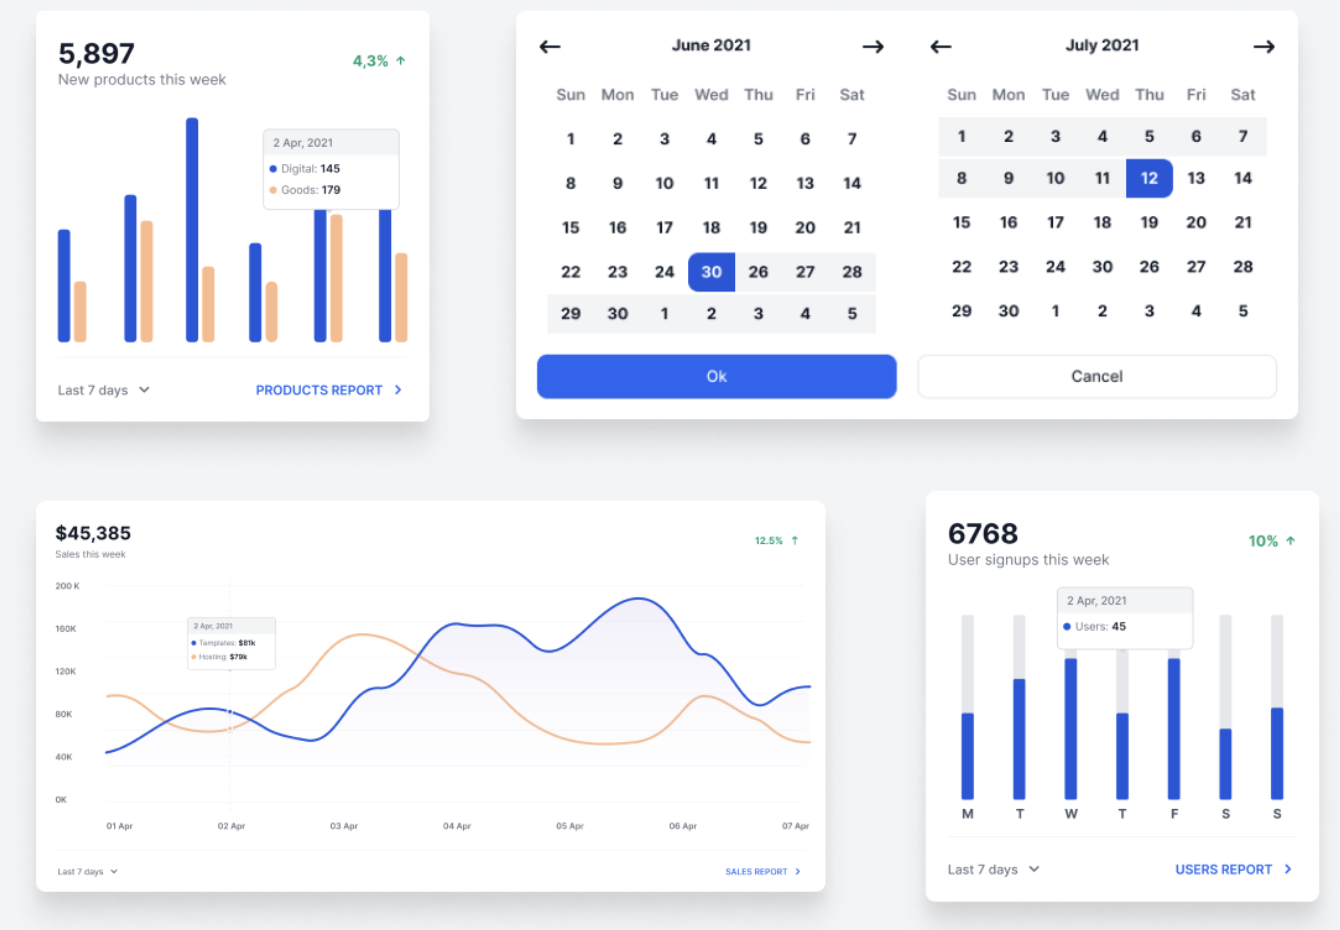 5,897
New products this week
4,3% ↑
2 Apr, 2021
Digital: 145
Goods: 179
Last 7 days
PRODUCTS REPORT
June 2021
Sun Mon Tue Wed Thu Fri Sat
1 2 3 4 5 6 7
8 9 10 11 12 13 14
15 16 17 18 19 20 21
22 23 24 30 26 27 28
29 30 1 2 3 4 5
July 2021
Sun Mon Tue Wed Thu Fri Sat
1 2 3 4 5 6 7
8 9 10 11 12 13 14
15 16 17 18 19 20 21
22 23 24 30 26 27 28
29 30 1 2 3 4 5
Ok
Cancel
$45,385
Sales this week
12.5% ↑
200 K
160K
120K
80K
40K
0K
2 Apr, 2021
Templates: $81k
Hosting: $79k
01 Apr 02 Apr 03 Apr 04 Apr 05 Apr 06 Apr 07 Apr
Last 7 days
SALES REPORT
6768
User signups this week
10% ↑
2 Apr, 2021
Users: 45
M T W T F S S
Last 7 days
USERS REPORT